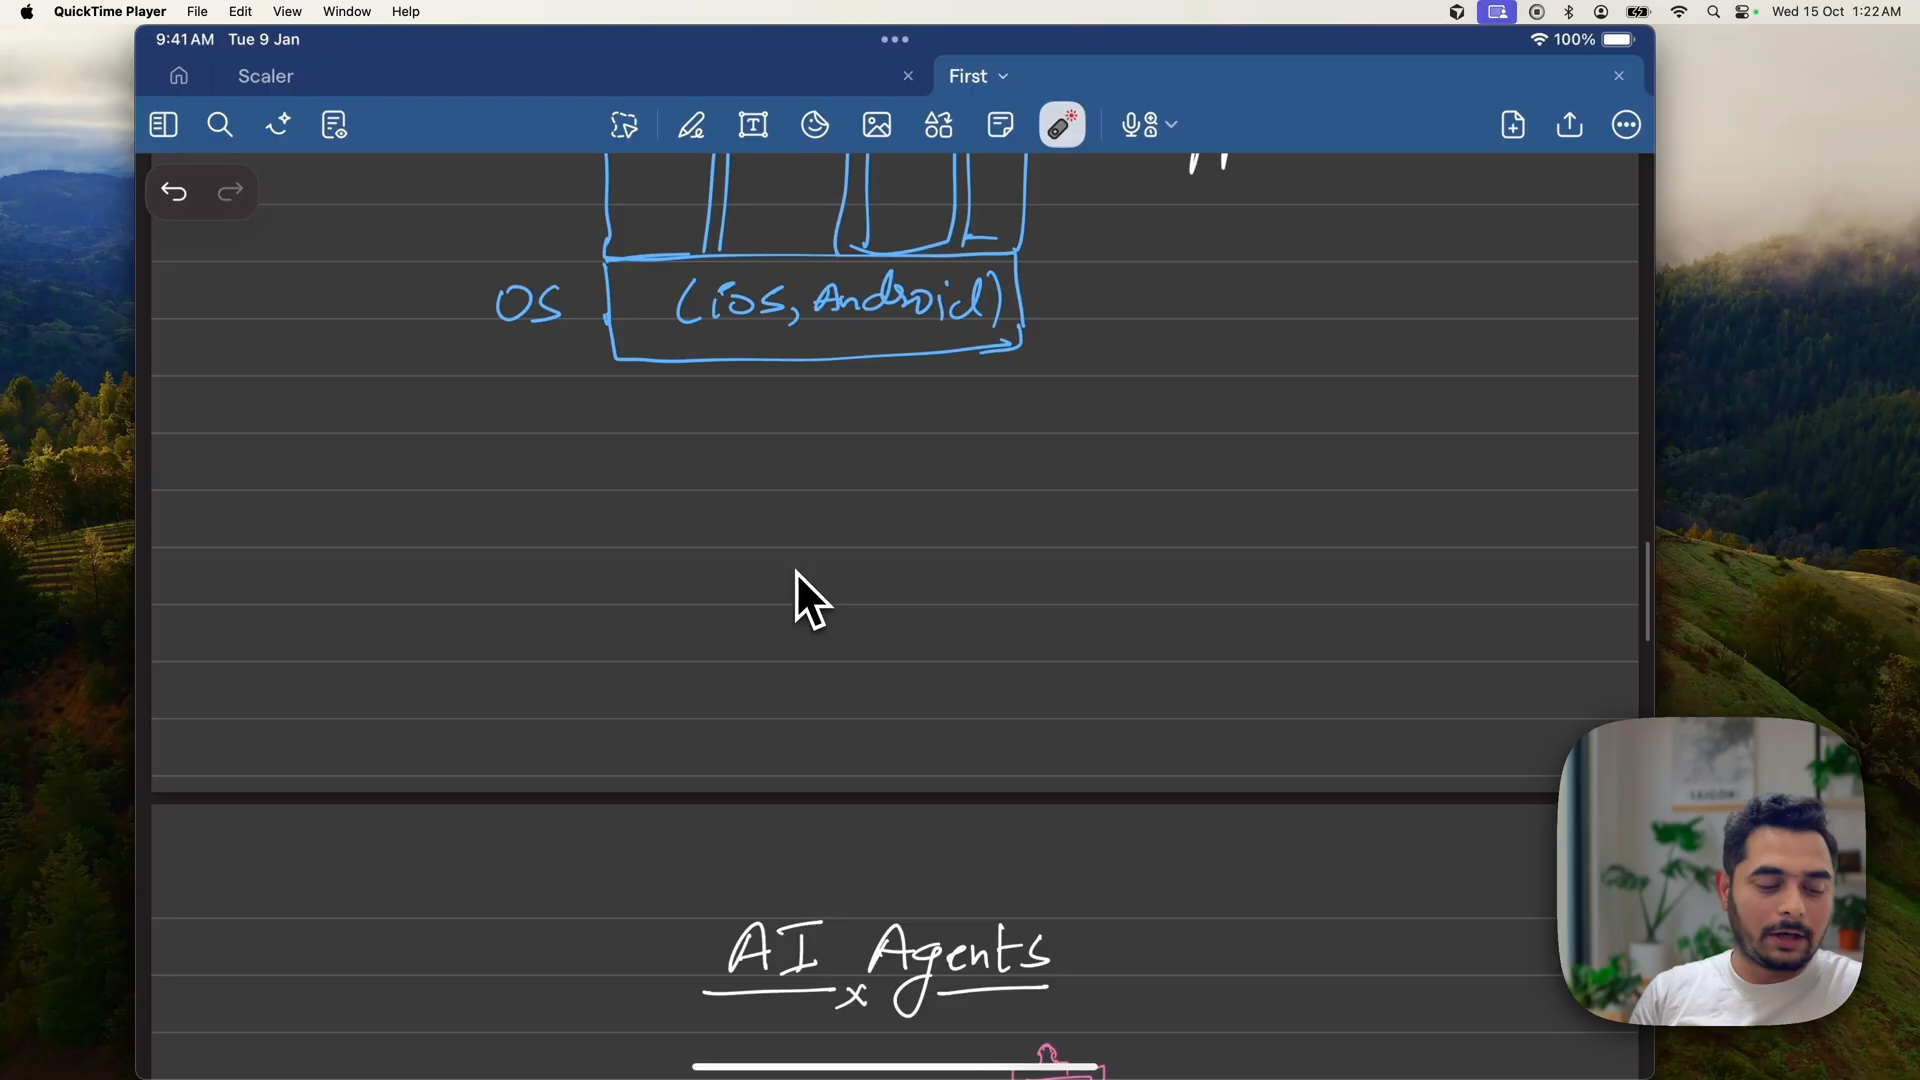 QuickTime Player File Edit View Window Help Wed 15 Oct 1:22 AM
9:41 AM Tue 9 Jan 100%
Scaler First
OS (ios, Android)
AI Agents
x